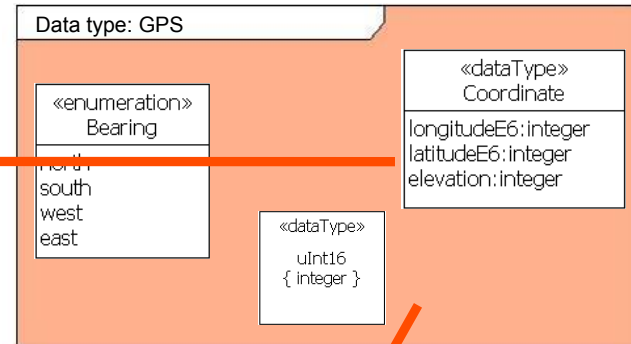 Data type: GPS
«enumeration»
Bearing
north
south
west
east
«dataType»
uInt16
{ integer }
«dataType»
Coordinate
longitudeE6:integer
latitudeE6:integer
elevation:integer